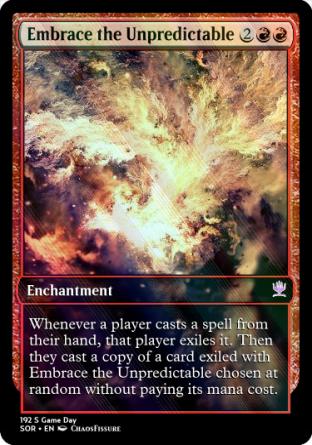 Embrace the Unpredictable 2
Enchantment
Whenever a player casts a spell from
their hand, that player exiles it. Then
they cast a copy of a card exiled with
Embrace the Unpredictable chosen at
random without paying its mana cost.
192 S Game Day
SOR • EN ChaosFissure